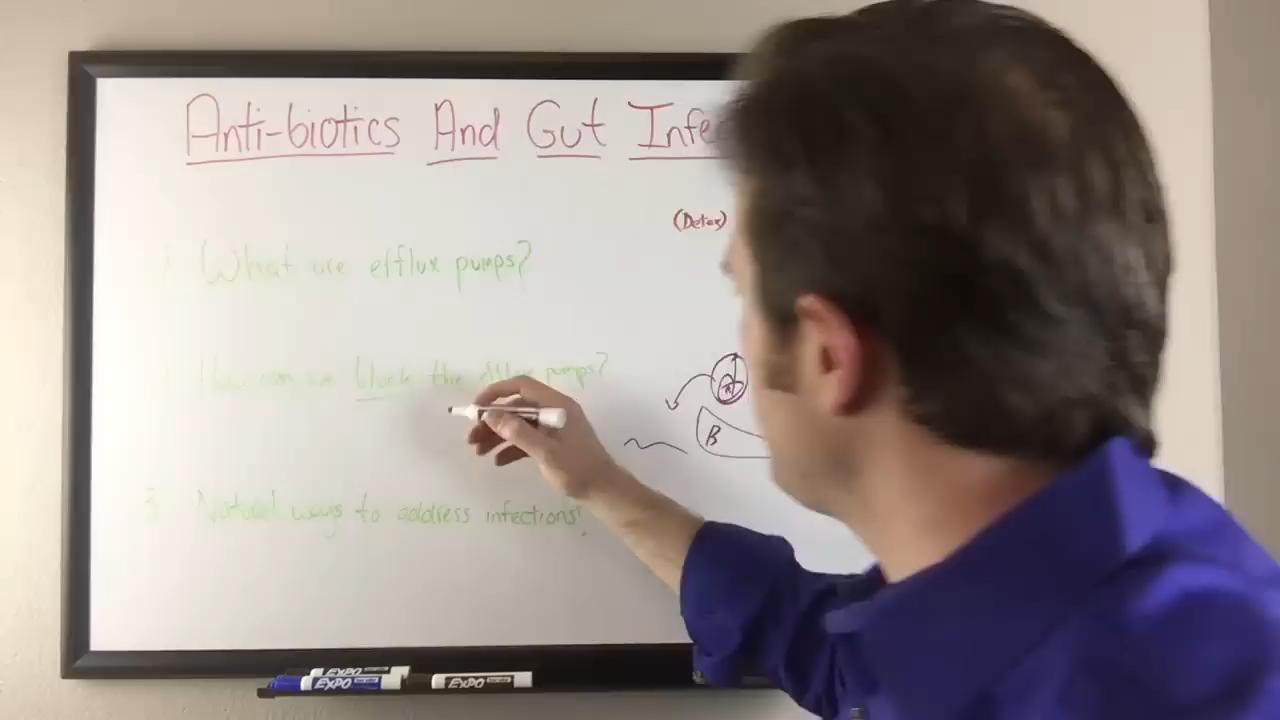 Anti-biotics And Gut Infe
(Detox)
What are efflux pumps?
How can we block the efflux pumps?
B
3. Natural ways to address infections?
EXPO
EXPO
EXPO